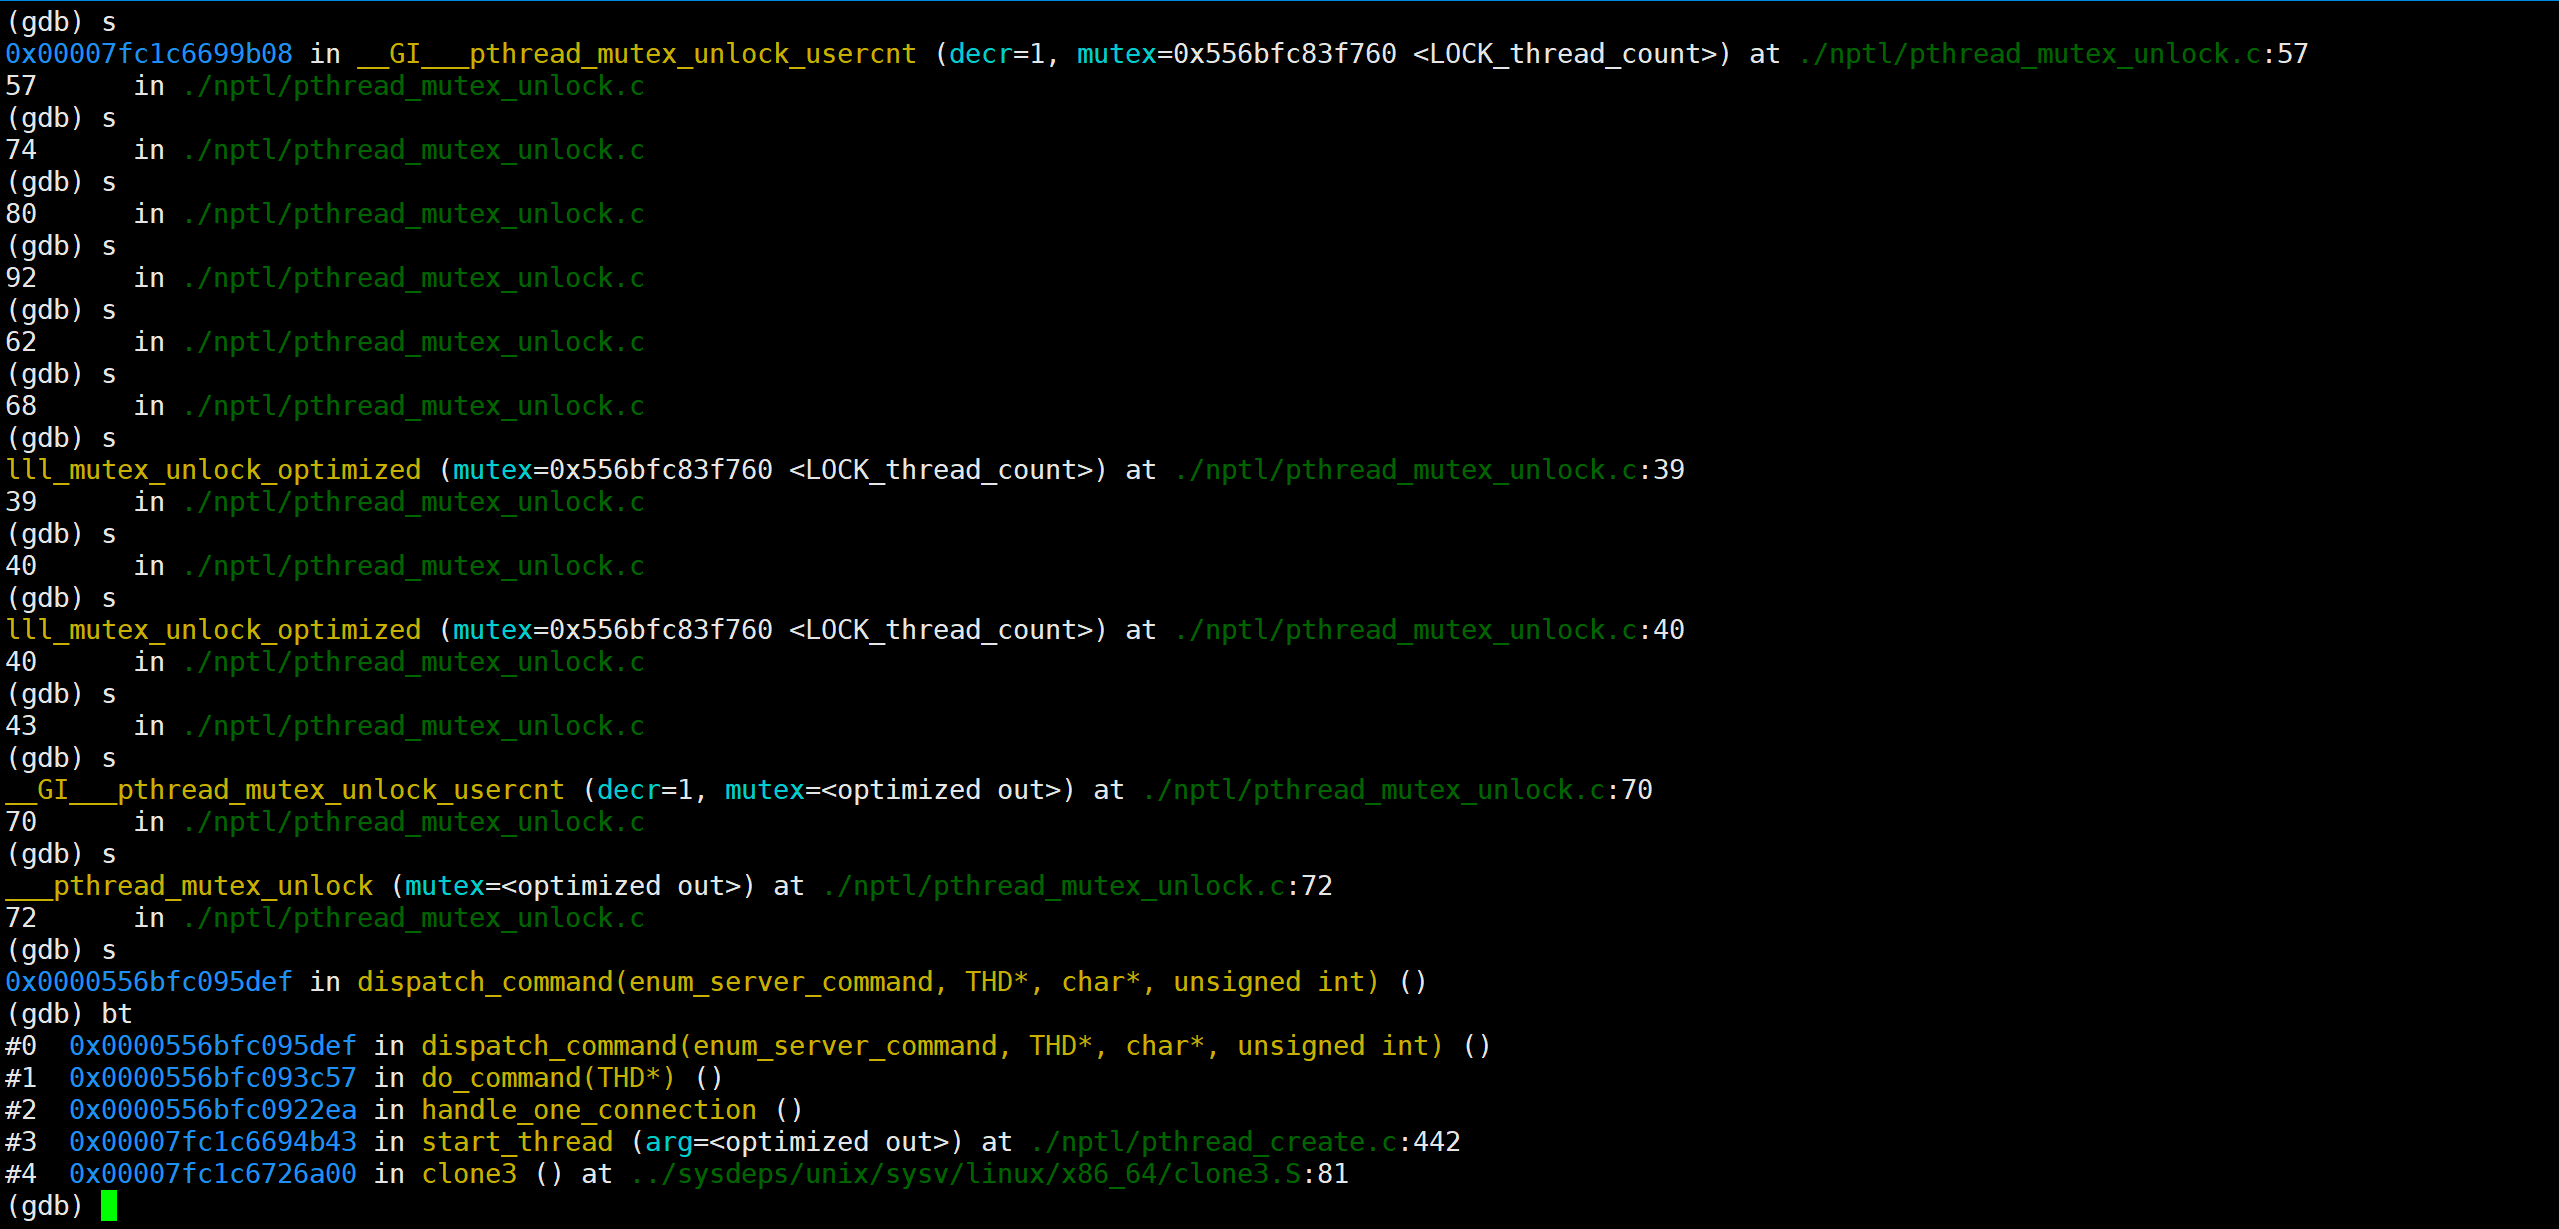 (gdb) s
0x00007fc1c6699b08 in __GI___pthread_mutex_unlock_usercnt (decr=1, mutex=0x556bfc83f760 <LOCK_thread_count>) at ./nptl/pthread_mutex_unlock.c:57
57      in ./nptl/pthread_mutex_unlock.c
(gdb) s
74      in ./nptl/pthread_mutex_unlock.c
(gdb) s
80      in ./nptl/pthread_mutex_unlock.c
(gdb) s
92      in ./nptl/pthread_mutex_unlock.c
(gdb) s
62      in ./nptl/pthread_mutex_unlock.c
(gdb) s
68      in ./nptl/pthread_mutex_unlock.c
(gdb) s
lll_mutex_unlock_optimized (mutex=0x556bfc83f760 <LOCK_thread_count>) at ./nptl/pthread_mutex_unlock.c:39
39      in ./nptl/pthread_mutex_unlock.c
(gdb) s
40      in ./nptl/pthread_mutex_unlock.c
(gdb) s
lll_mutex_unlock_optimized (mutex=0x556bfc83f760 <LOCK_thread_count>) at ./nptl/pthread_mutex_unlock.c:40
40      in ./nptl/pthread_mutex_unlock.c
(gdb) s
43      in ./nptl/pthread_mutex_unlock.c
(gdb) s
__GI___pthread_mutex_unlock_usercnt (decr=1, mutex=<optimized out>) at ./nptl/pthread_mutex_unlock.c:70
70      in ./nptl/pthread_mutex_unlock.c
(gdb) s
___pthread_mutex_unlock (mutex=<optimized out>) at ./nptl/pthread_mutex_unlock.c:72
72      in ./nptl/pthread_mutex_unlock.c
(gdb) s
0x0000556bfc095def in dispatch_command(enum_server_command, THD*, char*, unsigned int) ()
(gdb) bt
#0  0x0000556bfc095def in dispatch_command(enum_server_command, THD*, char*, unsigned int) ()
#1  0x0000556bfc093c57 in do_command(THD*) ()
#2  0x0000556bfc0922ea in handle_one_connection ()
#3  0x00007fc1c6694b43 in start_thread (arg=<optimized out>) at ./nptl/pthread_create.c:442
#4  0x00007fc1c6726a00 in clone3 () at ../sysdeps/unix/sysv/linux/x86_64/clone3.S:81
(gdb)